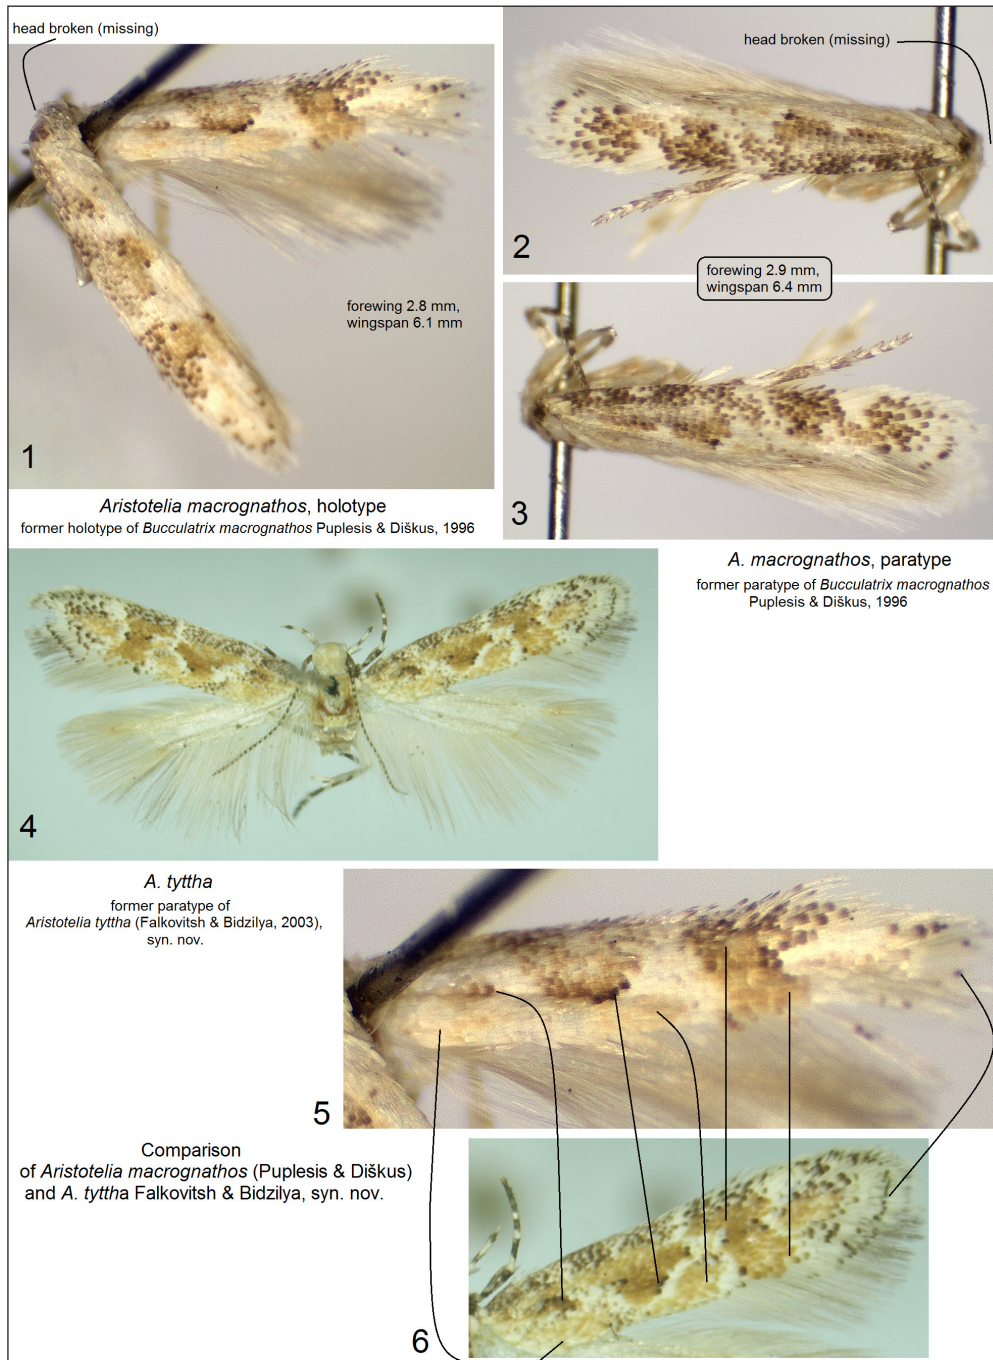 head broken (missing)
head broken (missing)
2
forewing 2.9 mm,
wingspan 6.4 mm
forewing 2.8 mm,
wingspan 6.1 mm
1
3
Aristotelia macrognathos, holotype
former holotype of Bucculatrix macrognathos Puplesis & Diškus, 1996
A. macrognathos, paratype
former paratype of Bucculatrix macrognathos
Puplesis & Diškus, 1996
4
A. tyttha
former paratype of
Aristotelia tyttha (Falkovitsh & Bidzilya, 2003),
syn. nov.
5
Comparison
of Aristotelia macrognathos (Puplesis & Diškus)
and A. tyttha Falkovitsh & Bidzilya, syn. nov.
6